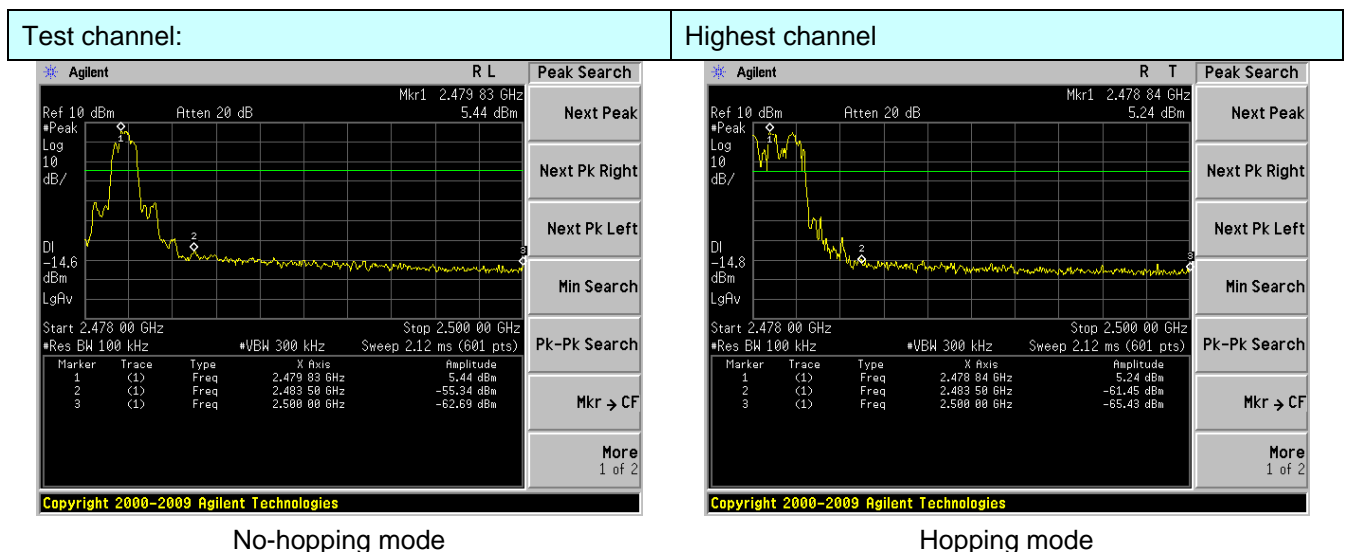 Test channel: Highest channel
Agilent R L Peak Search
Mkr1 2.479 83 GHz
Ref 10 dBm Atten 20 dB 5.44 dBm
#Peak
Log
10
dB/
DI
-14.6
dBm
LgAv
1
2
3
Start 2.478 00 GHz Stop 2.500 00 GHz
#Res BW 100 kHz #VBW 300 kHz Sweep 2.12 ms (601 pts)
Marker Trace Type X Axis Amplitude
1 (1) Freq 2.479 83 GHz 5.44 dBm
2 (1) Freq 2.483 50 GHz -55.34 dBm
3 (1) Freq 2.500 00 GHz -62.69 dBm
Copyright 2000-2009 Agilent Technologies
Next Peak
Next Pk Right
Next Pk Left
Min Search
Pk-Pk Search
Mkr → CF
More
1 of 2
No-hopping mode
Agilent R T Peak Search
Mkr1 2.478 84 GHz
Ref 10 dBm Atten 20 dB 5.24 dBm
#Peak
Log
10
dB/
DI
-14.8
dBm
LgAv
1
2
3
Start 2.478 00 GHz Stop 2.500 00 GHz
#Res BW 100 kHz #VBW 300 kHz Sweep 2.12 ms (601 pts)
Marker Trace Type X Axis Amplitude
1 (1) Freq 2.478 84 GHz 5.24 dBm
2 (1) Freq 2.483 50 GHz -61.45 dBm
3 (1) Freq 2.500 00 GHz -65.43 dBm
Copyright 2000-2009 Agilent Technologies
Next Peak
Next Pk Right
Next Pk Left
Min Search
Pk-Pk Search
Mkr → CF
More
1 of 2
Hopping mode